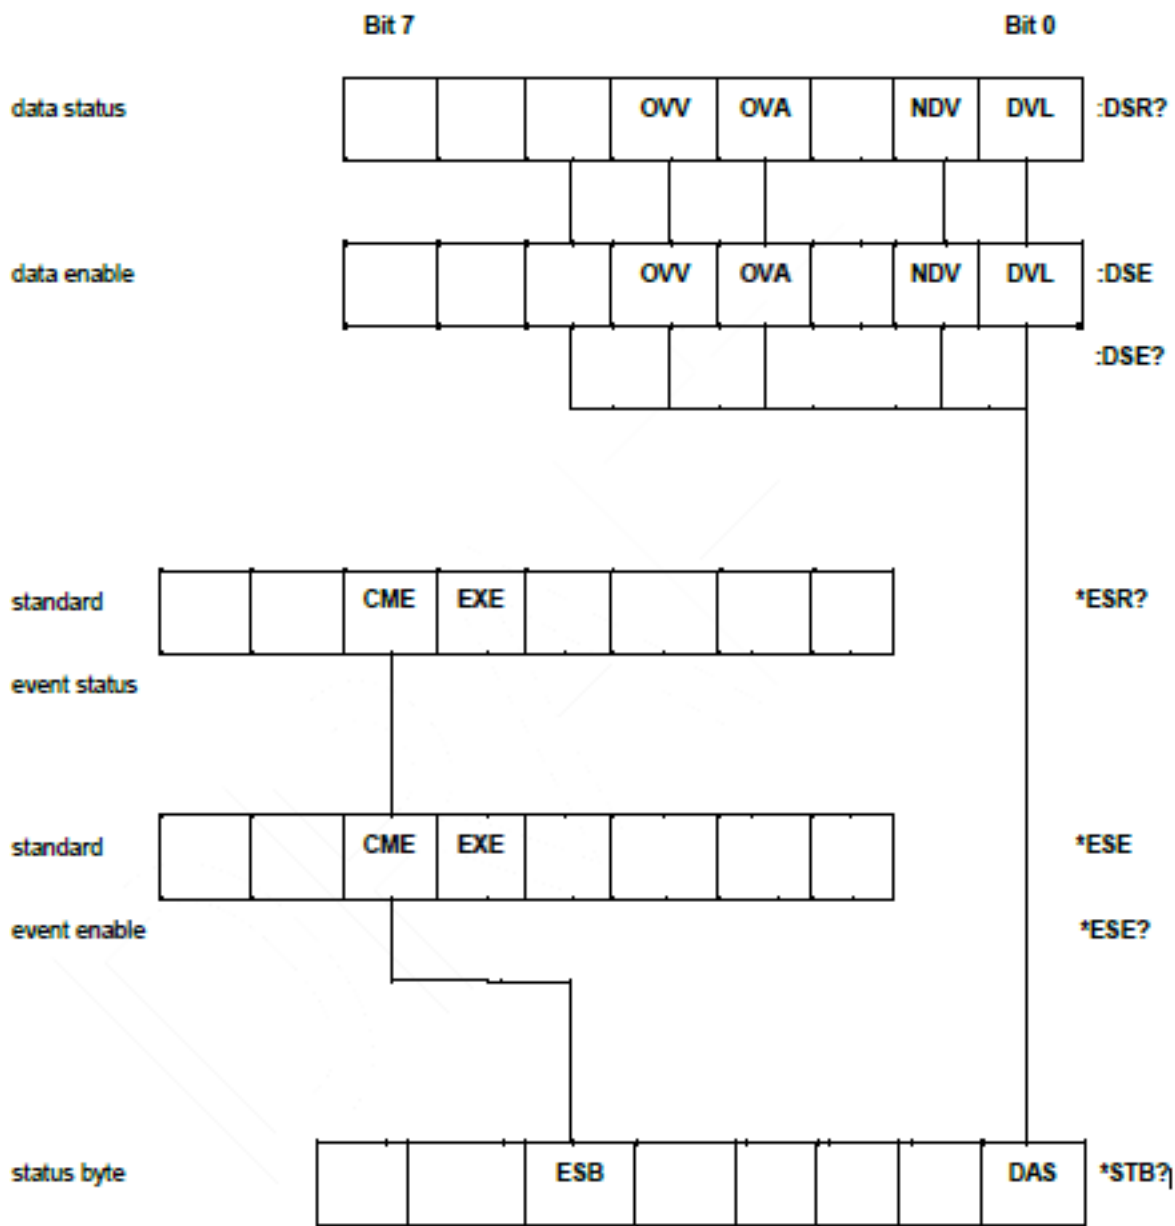 Bit 7 Bit 0
data status OVV OVA NDV DVL :DSR?
data enable OVV OVA NDV DVL :DSE
:DSE?
standard CME EXE *ESR?
event status
standard CME EXE *ESE
event enable *ESE?
status byte ESB DAS *STB?